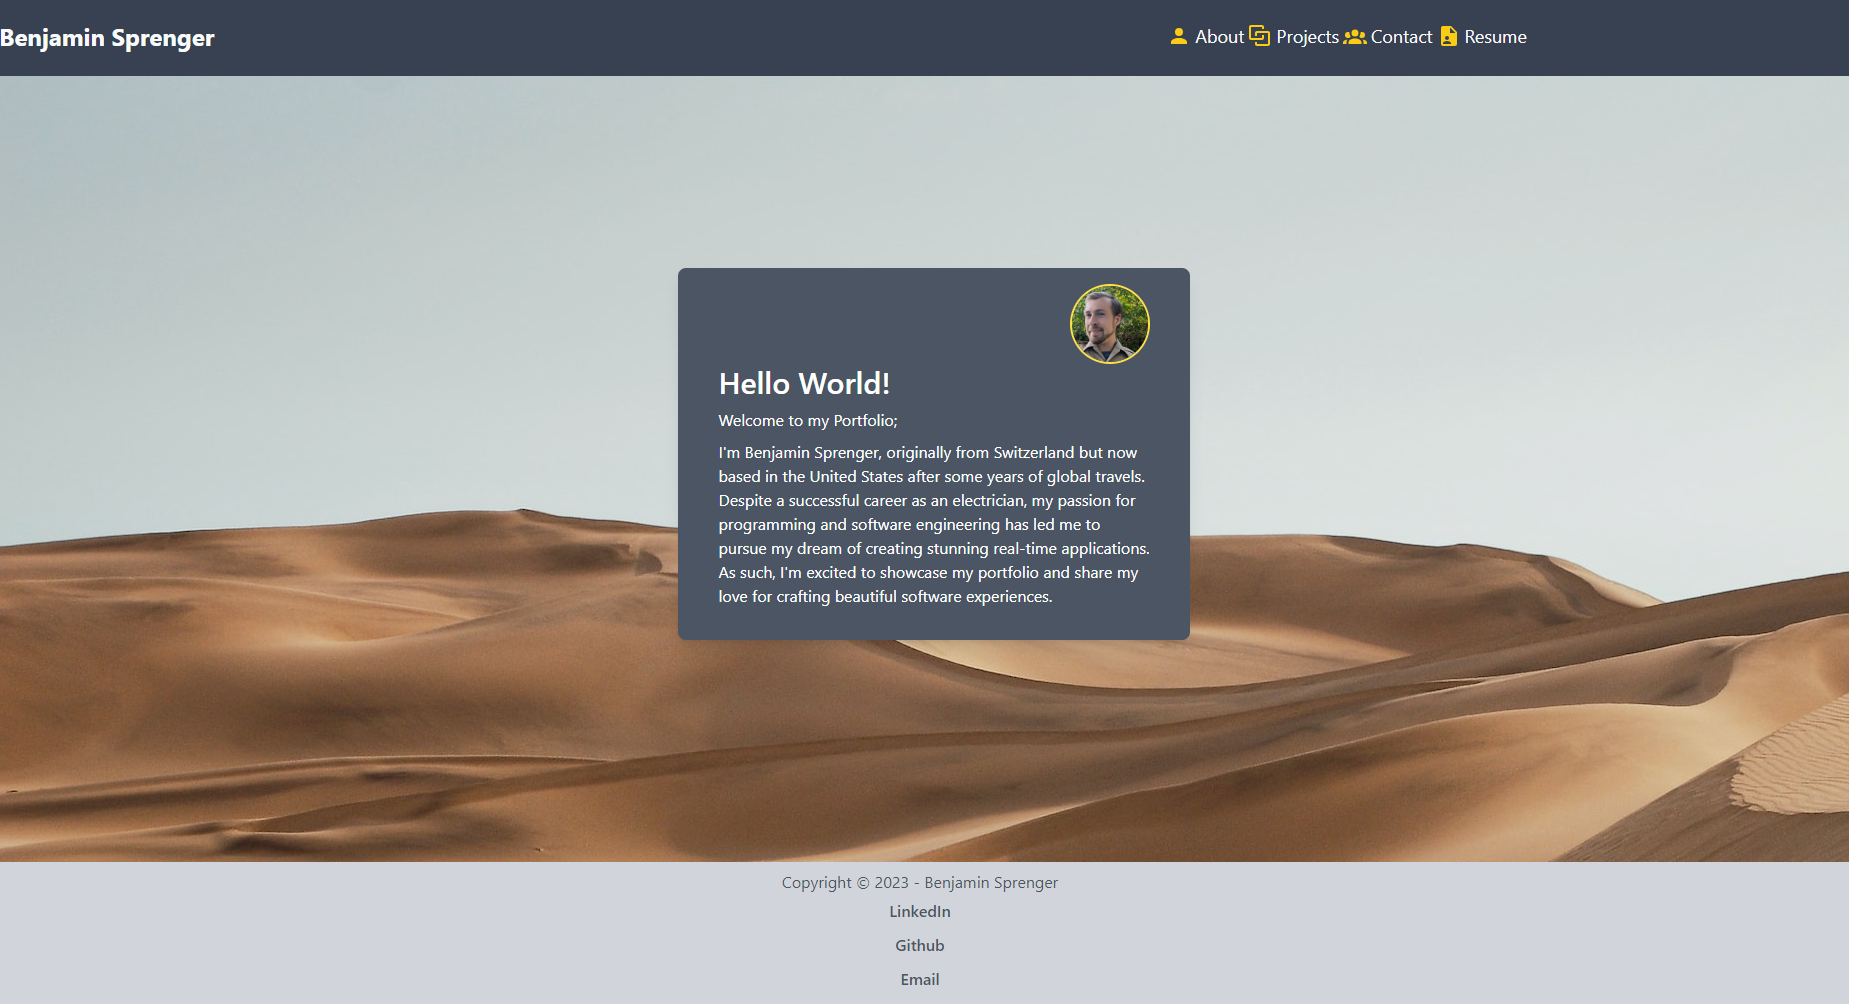 Benjamin Sprenger
About Projects Contact Resume
Hello World!
Welcome to my Portfolio;
I'm Benjamin Sprenger, originally from Switzerland but now
based in the United States after some years of global travels.
Despite a successful career as an electrician, my passion for
programming and software engineering has led me to
pursue my dream of creating stunning real-time applications.
As such, I'm excited to showcase my portfolio and share my
love for crafting beautiful software experiences.
Copyright © 2023 - Benjamin Sprenger
LinkedIn
Github
Email